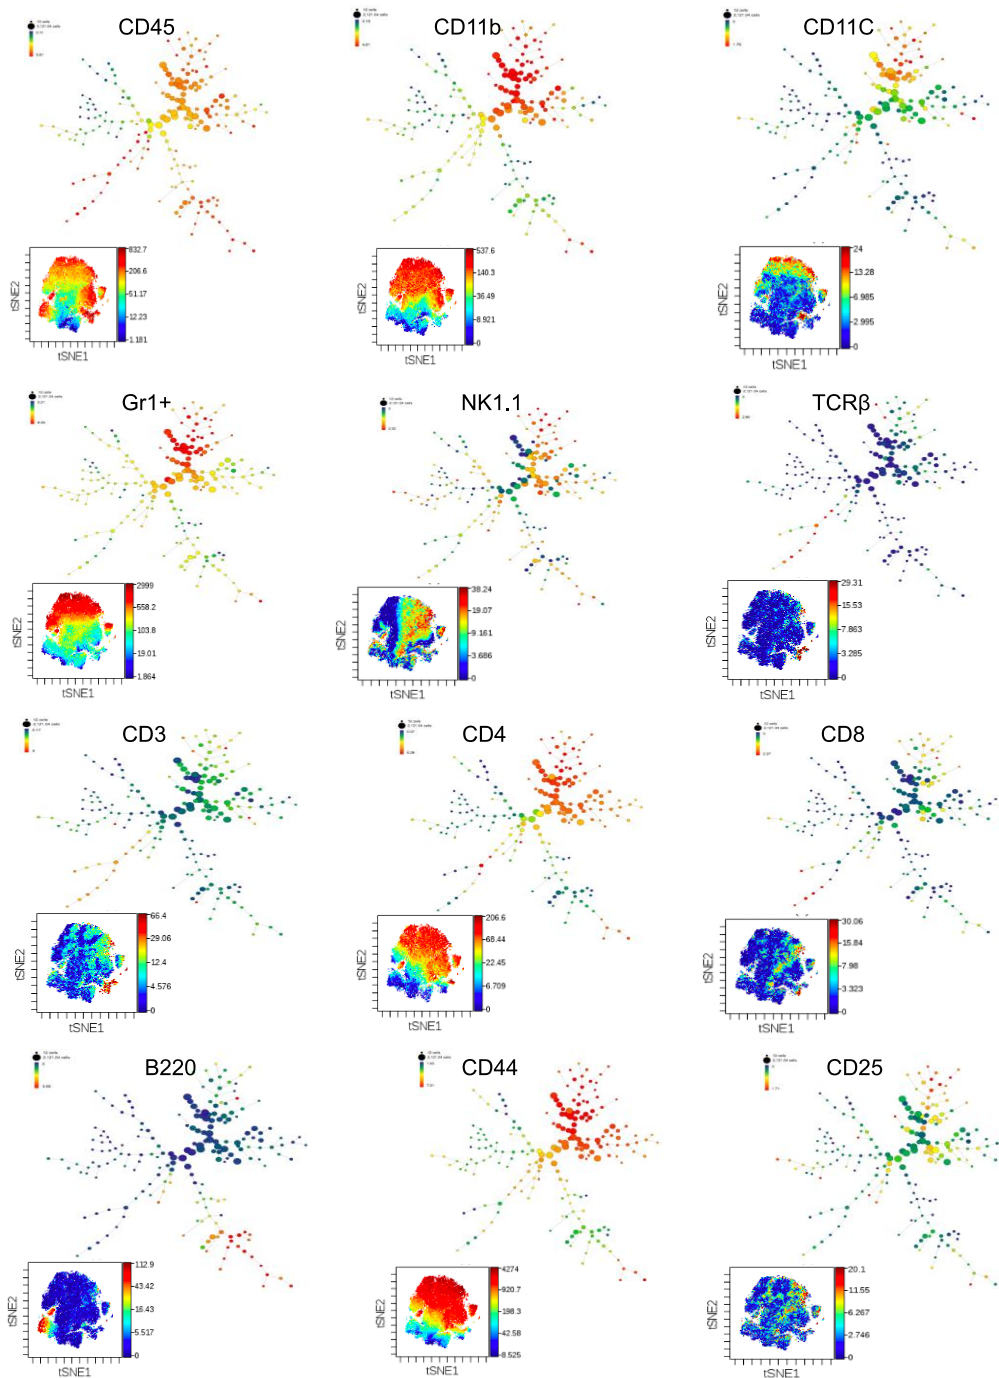 CD45
CD11b
CD11C
10 cells
tSNE2
832.7
206.6
51.17
12.23
1.181
tSNE1
tSNE2
537.6
140.3
36.49
8.921
0
tSNE1
tSNE2
24
13.28
6.985
2.995
0
tSNE1
Gr1+
NK1.1
TCRβ
tSNE2
2999
558.2
103.8
19.01
1.864
tSNE1
tSNE2
38.24
19.07
9.161
3.686
0
tSNE1
tSNE2
29.31
15.53
7.863
3.285
0
tSNE1
CD3
CD4
CD8
tSNE2
66.4
29.06
12.4
4.576
0
tSNE1
tSNE2
206.6
68.44
22.45
6.709
0
tSNE1
tSNE2
30.06
15.84
7.98
3.323
0
tSNE1
B220
CD44
CD25
tSNE2
112.9
43.42
16.43
5.517
0
tSNE1
tSNE2
4274
920.7
198.3
42.58
8.525
tSNE1
tSNE2
20.1
11.55
6.267
2.746
0
tSNE1